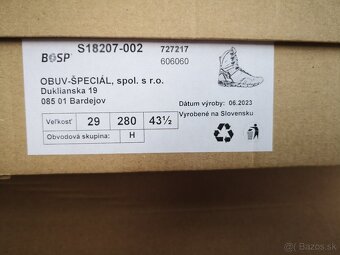 BOSP®
S18207-002
727217
606060
OBUV-ŠPECIÁL, spol. s r.o.
Duklianska 19
085 01 Bardejov
Dátum výroby: 06.2023
Vyrobené na Slovensku
Veľkosť 29 280 43½
Obvodová skupina: H
Bazos.sk